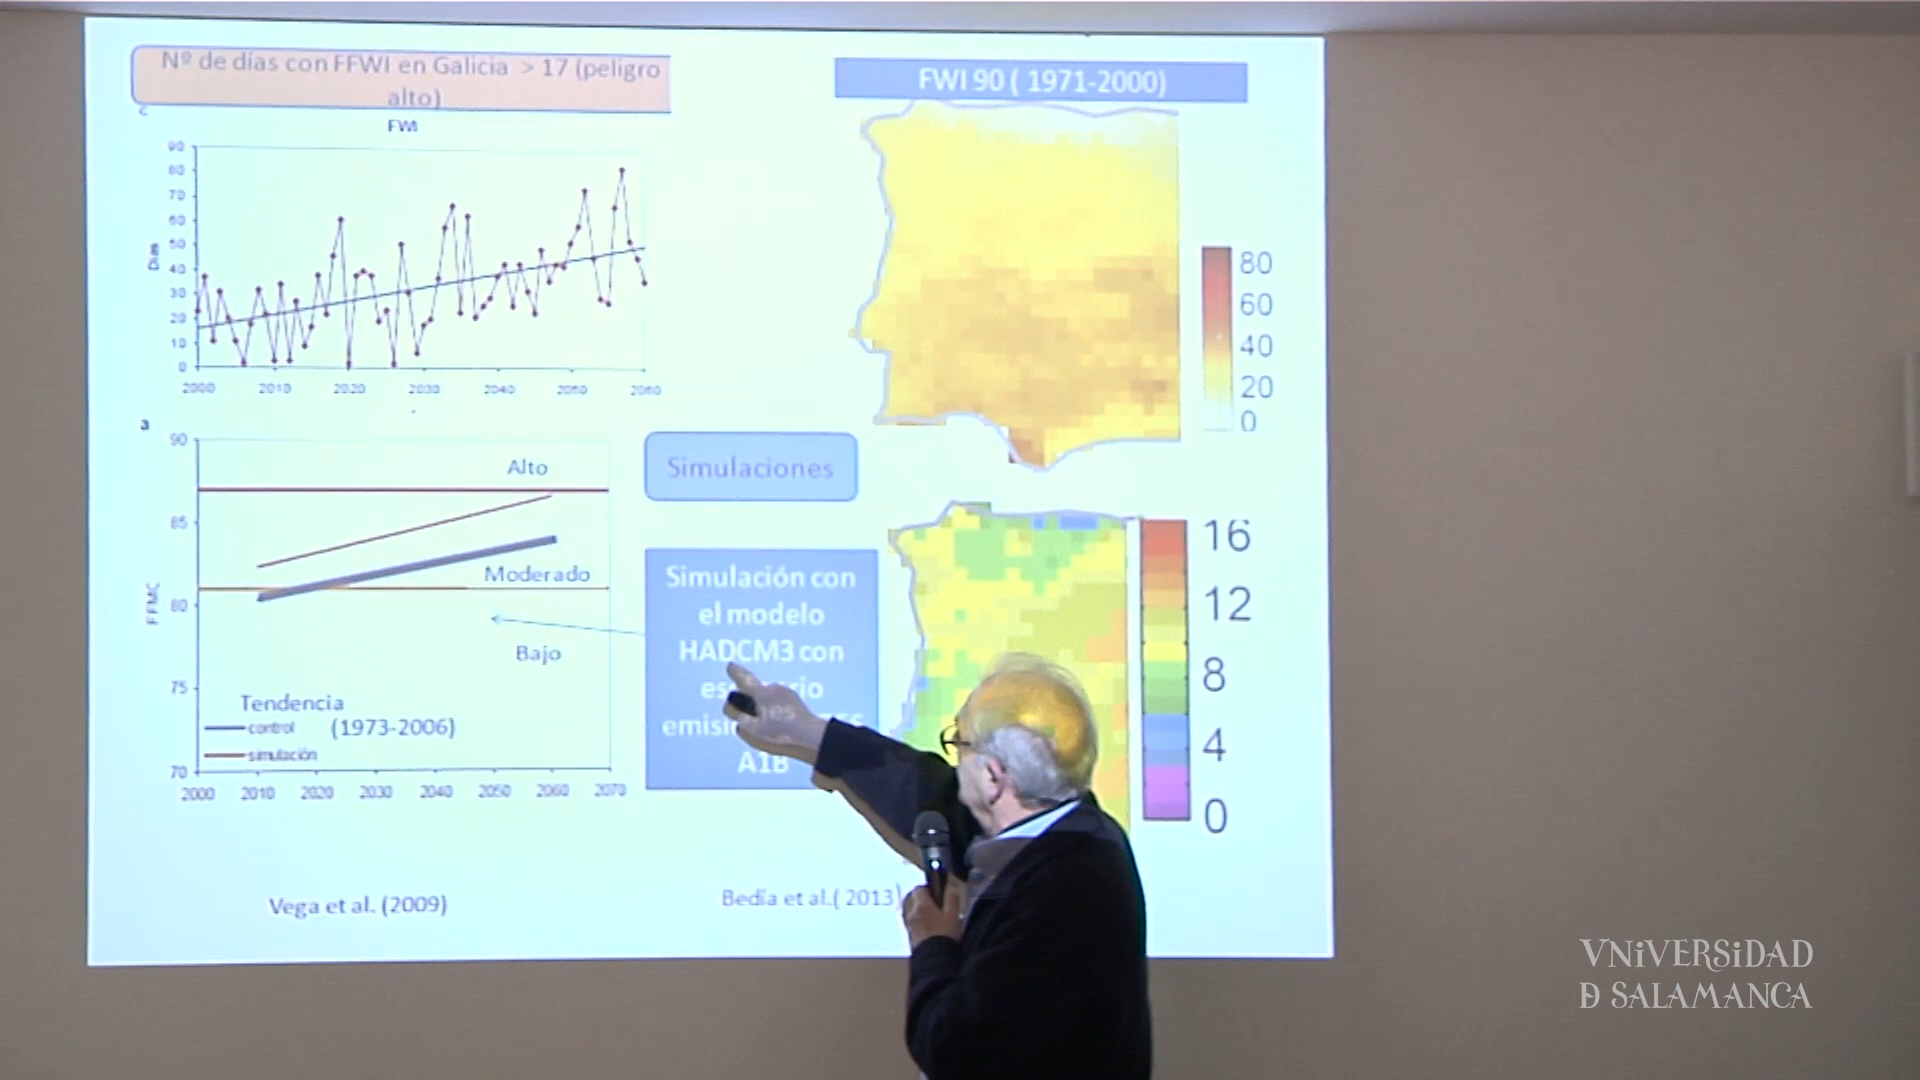 Nº de días con FFWI en Galicia > 17 (peligro
alto)
c
FWI
90
80
70
60
50
40
30
20
10
0
Dias
2000 2010 2020 2030 2040 2050 2060
a
90
85
80
75
70
FFMC
Alto
Moderado
Bajo
Tendencia
control (1973-2006)
simulación
2000 2010 2020 2030 2040 2050 2060 2070
Vega et al. (2009)
Simulaciones
Simulación con
el modelo
HADCM3 con
A1B
FWI 90 ( 1971-2000)
80
60
40
20
0
16
12
8
4
0
Bedía et al.( 2013)
VNiVERSiDAD
D SALAMANCA